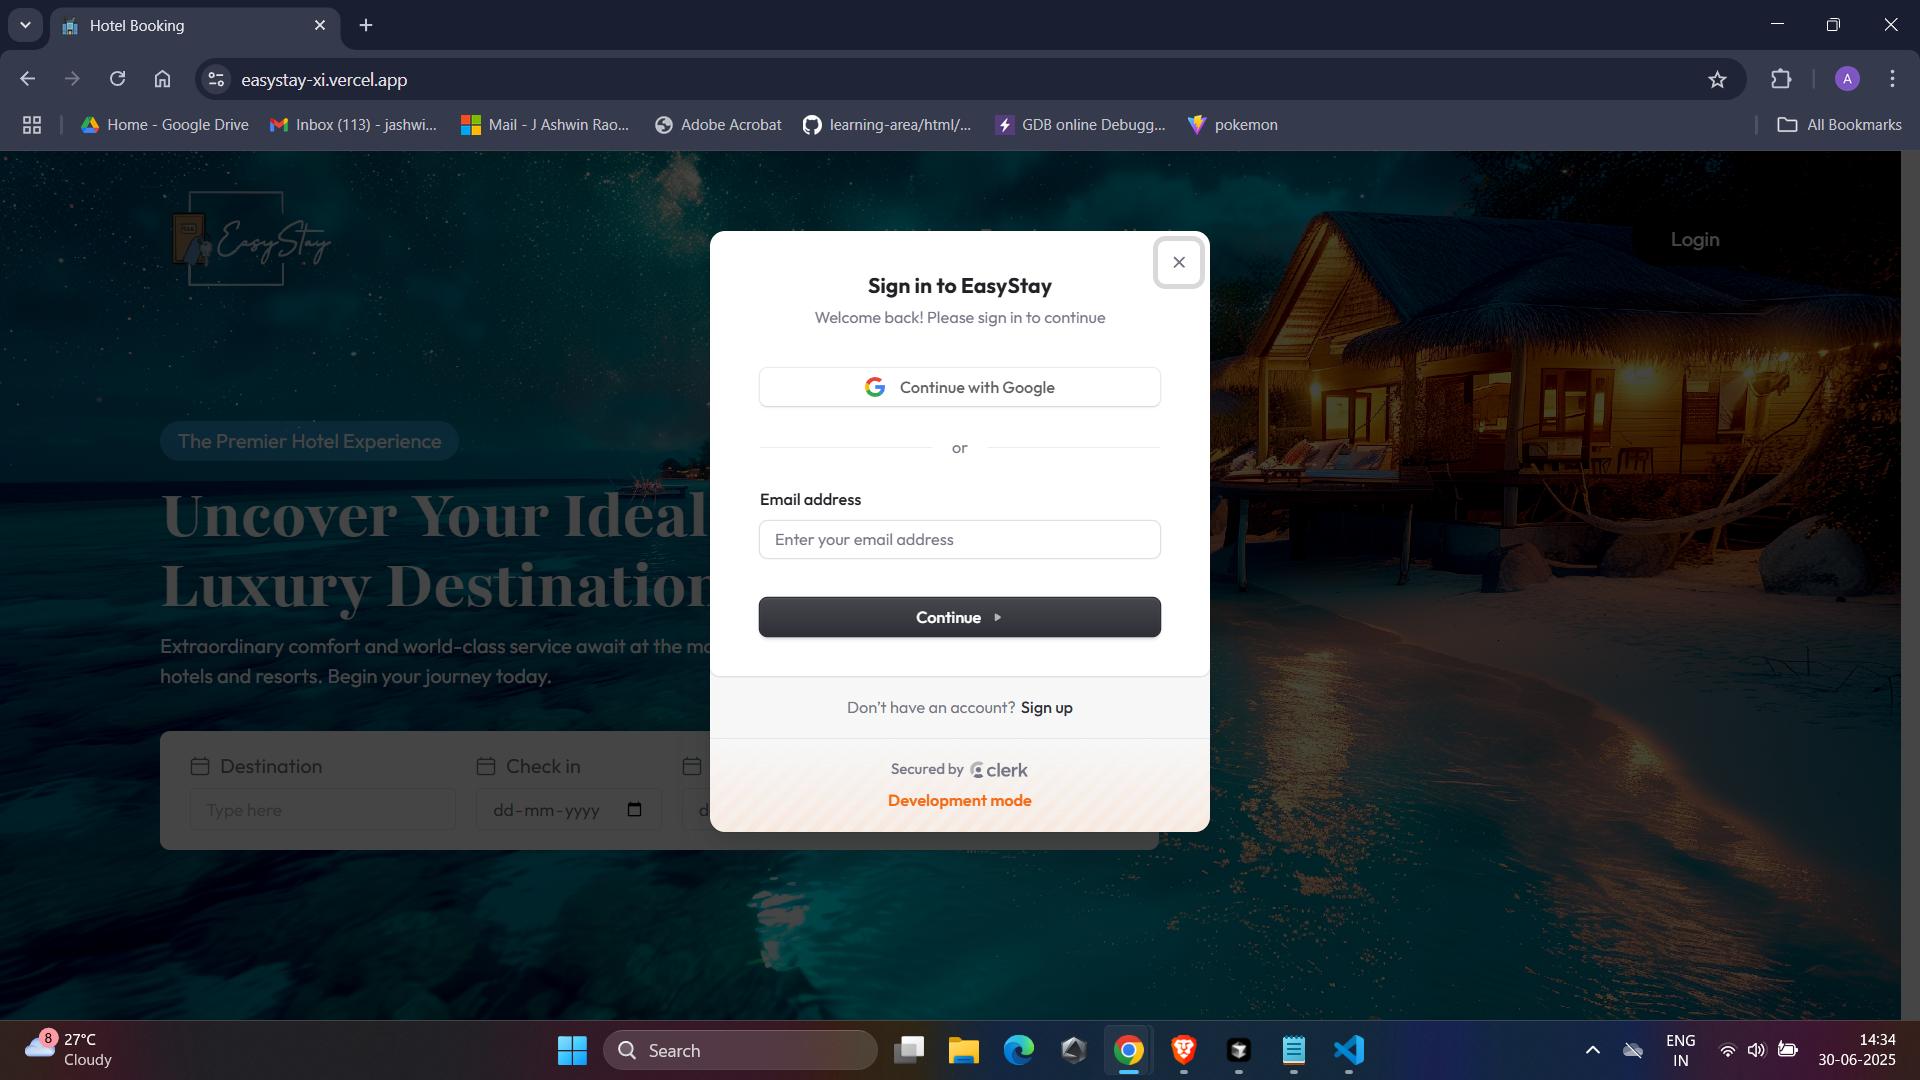 Hotel Booking
easystay-xi.vercel.app
A
Home - Google Drive
Inbox (113) - jashwi...
Mail - J Ashwin Rao...
Adobe Acrobat
learning-area/html/...
GDB online Debugg...
pokemon
All Bookmarks
EasyStay
Login
Sign in to EasyStay
Welcome back! Please sign in to continue
Continue with Google
or
Email address
Enter your email address
Continue
Don't have an account? Sign up
Secured by clerk
Development mode
The Premier Hotel Experience
Uncover Your Ideal
Luxury Destination
Extraordinary comfort and world-class service await at the
hotels and resorts. Begin your journey today.
Destination
Type here
Check in
dd-mm-yyyy
8
27°C
Cloudy
Search
ENG
IN
14:34
30-06-2025